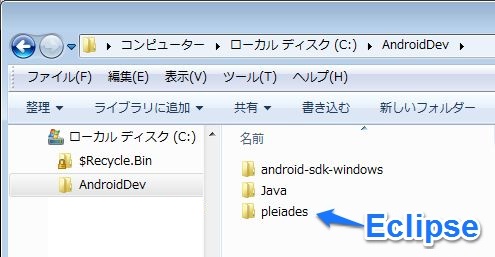 コンピューター ▸ ローカル ディスク (C:) ▸ AndroidDev ▸
ファイル(F) 編集(E) 表示(V) ツール(T) ヘルプ(H)
整理 ライブラリに追加 共有 書き込む 新しいフォルダー
ローカル ディスク (C:)
$Recycle.Bin
AndroidDev
名前
android-sdk-windows
Java
pleiades
Eclipse